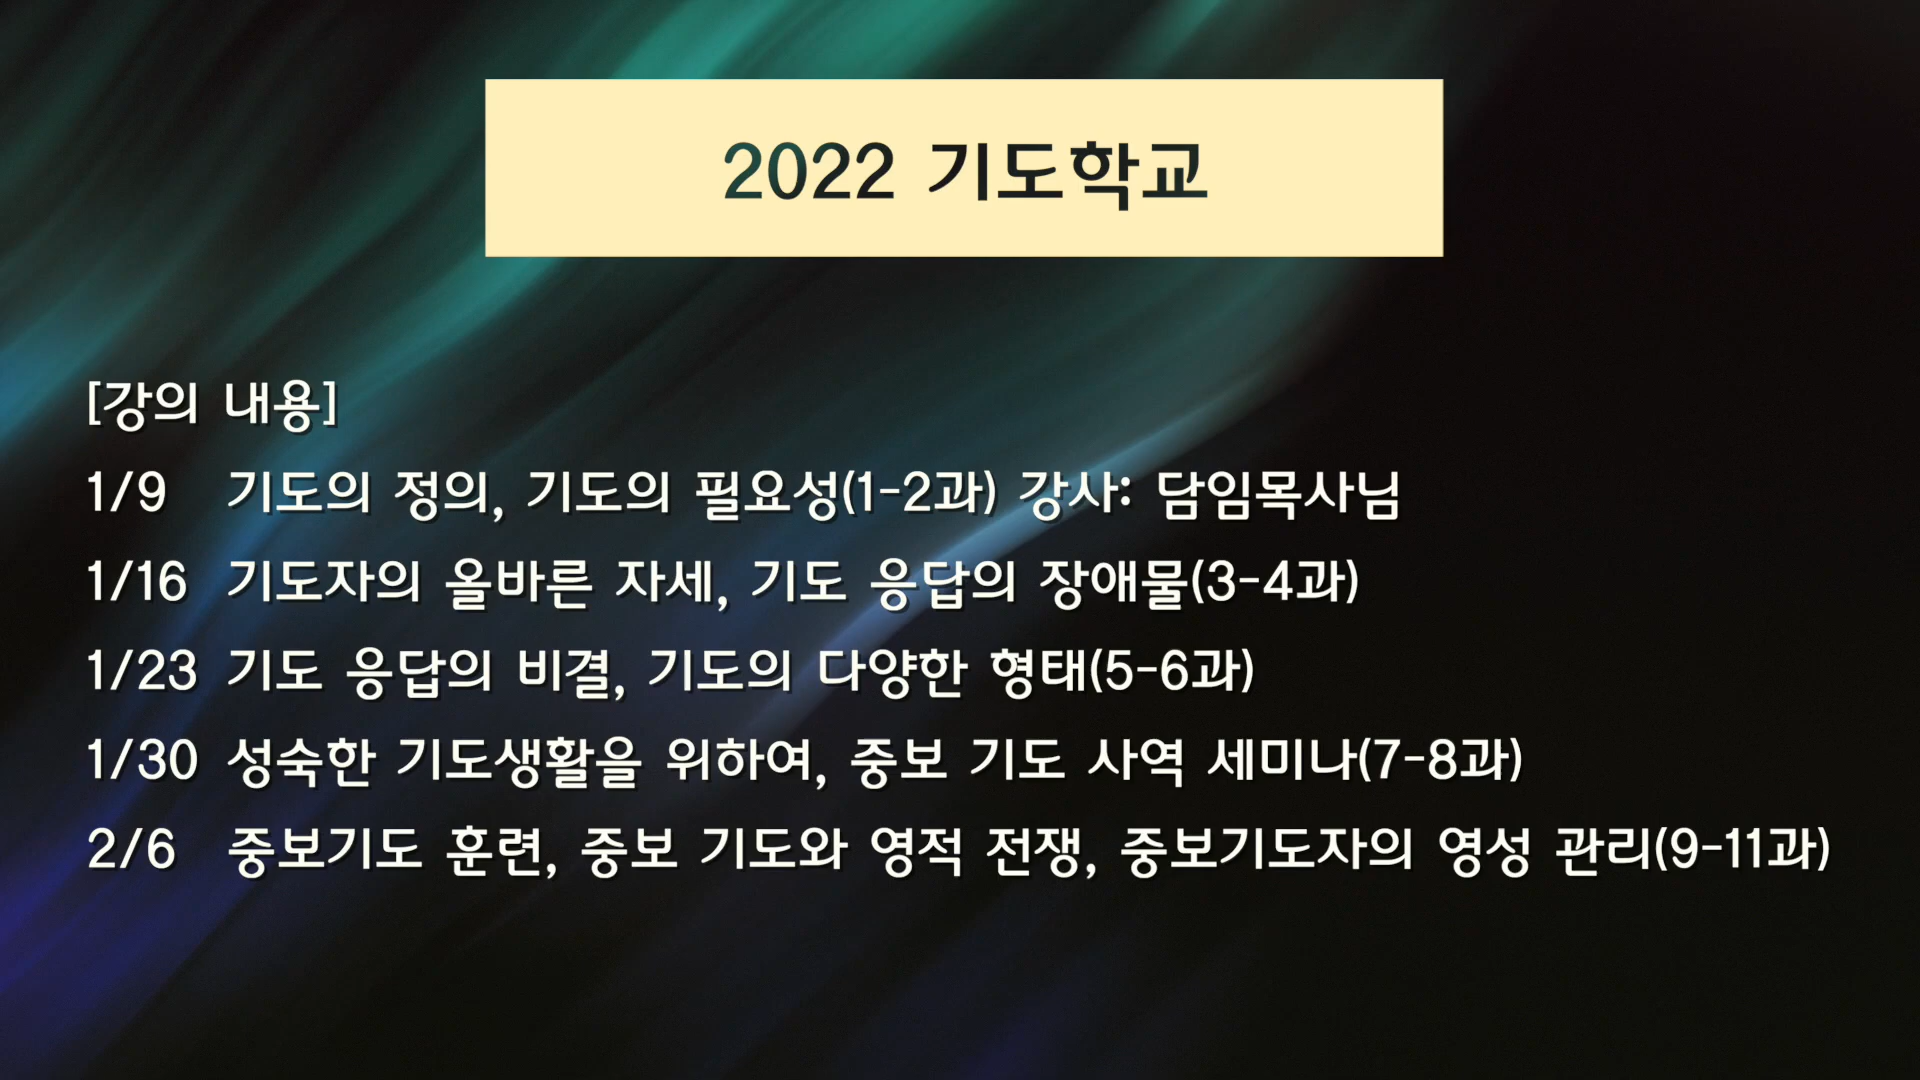 2022 기도학교
[강의 내용]
1/9 기도의 정의, 기도의 필요성(1-2과) 강사: 담임목사님
1/16 기도자의 올바른 자세, 기도 응답의 장애물(3-4과)
1/23 기도 응답의 비결, 기도의 다양한 형태(5-6과)
1/30 성숙한 기도생활을 위하여, 중보 기도 사역 세미나(7-8과)
2/6 중보기도 훈련, 중보 기도와 영적 전쟁, 중보기도자의 영성 관리(9-11과)